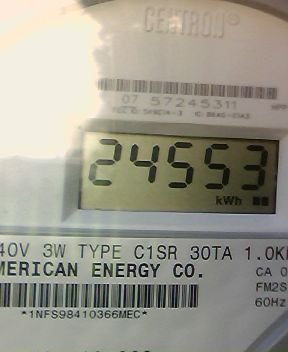 CENTRON®
07 57245311
24553
kWh
40V 3W TYPE C1SR 30TA 1.0K
MERICAN ENERGY CO.
CA 0
FM2S
60Hz
*1NFS98410366MEC*